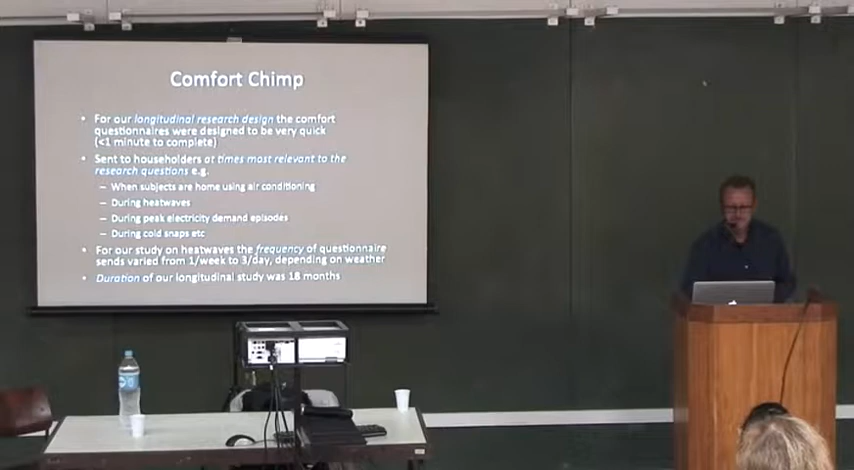 Comfort Chimp
• For our longitudinal research design the comfort
questionnaires were designed to be very quick
(<1 minute to complete)
• Sent to householders at times most relevant to the
research questions e.g.
– When subjects are home using air conditioning
– During heatwaves
– During peak electricity demand episodes
– During cold snaps etc
• For our study on heatwaves the frequency of questionnaire
sends varied from 1/week to 3/day, depending on weather
• Duration of our longitudinal study was 18 months